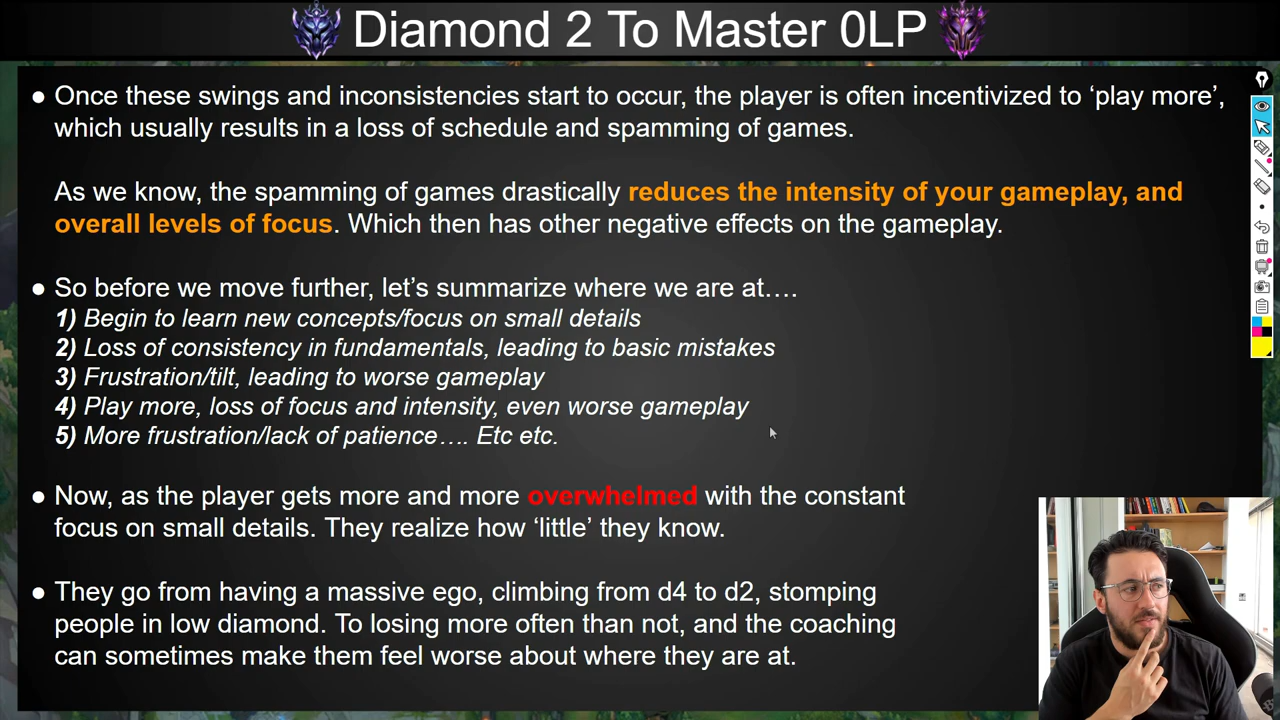 Diamond 2 To Master 0LP
● Once these swings and inconsistencies start to occur, the player is often incentivized to ‘play more’,
which usually results in a loss of schedule and spamming of games.
As we know, the spamming of games drastically reduces the intensity of your gameplay, and
overall levels of focus. Which then has other negative effects on the gameplay.
● So before we move further, let’s summarize where we are at….
1) Begin to learn new concepts/focus on small details
2) Loss of consistency in fundamentals, leading to basic mistakes
3) Frustration/tilt, leading to worse gameplay
4) Play more, loss of focus and intensity, even worse gameplay
5) More frustration/lack of patience…. Etc etc.
● Now, as the player gets more and more overwhelmed with the constant
focus on small details. They realize how ‘little’ they know.
● They go from having a massive ego, climbing from d4 to d2, stomping
people in low diamond. To losing more often than not, and the coaching
can sometimes make them feel worse about where they are at.